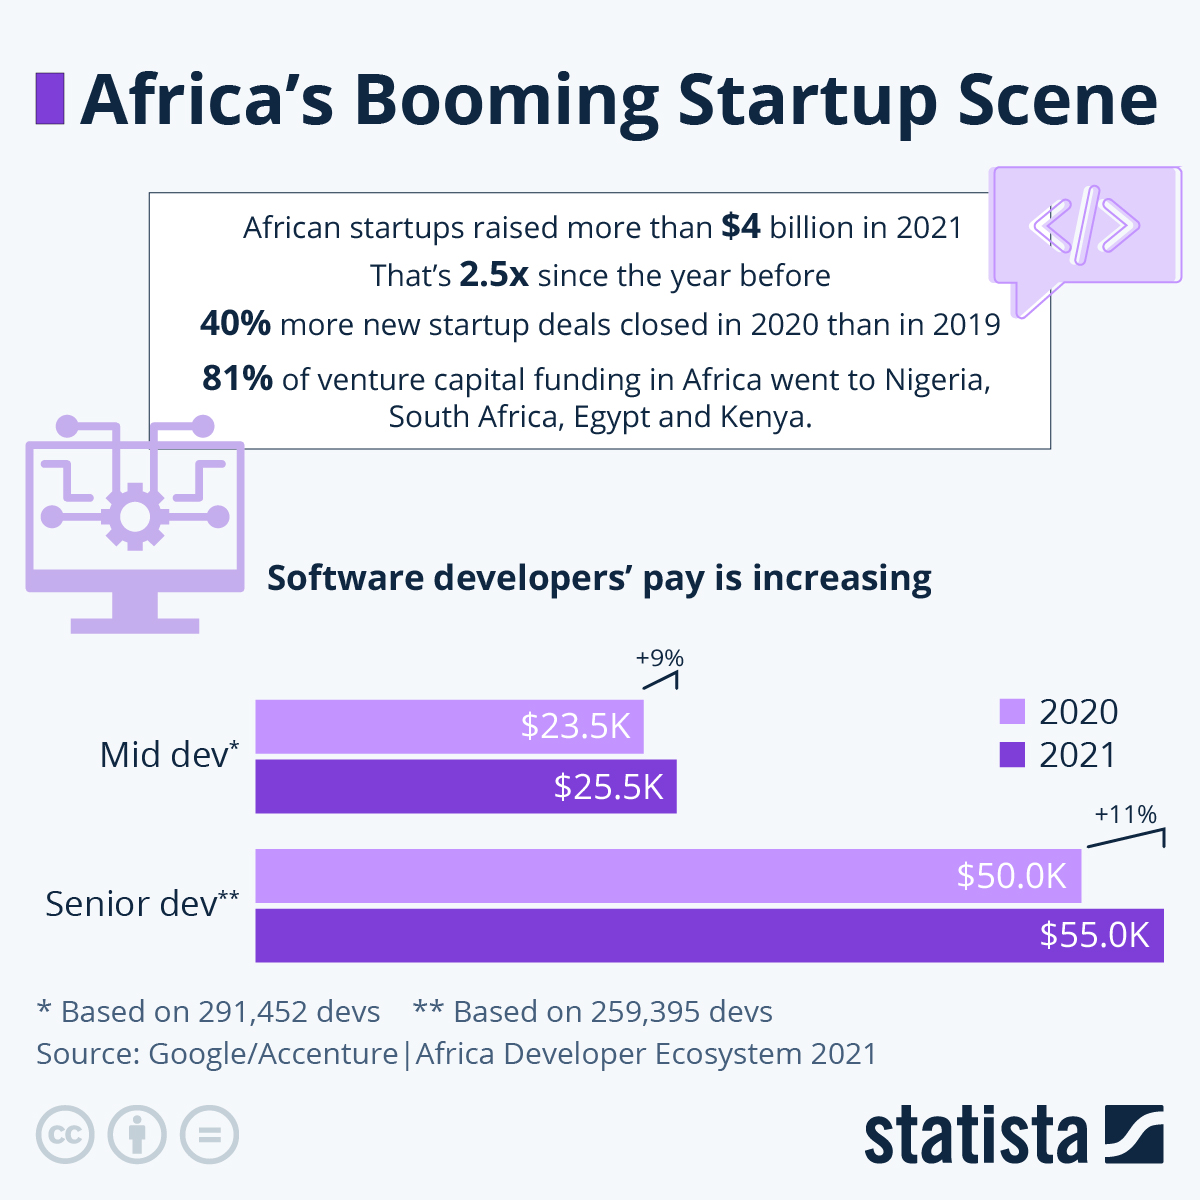 Africa’s Booming Startup Scene
African startups raised more than $4 billion in 2021
That’s 2.5x since the year before
40% more new startup deals closed in 2020 than in 2019
81% of venture capital funding in Africa went to Nigeria,
South Africa, Egypt and Kenya.
</>
Software developers’ pay is increasing
+9%
2020
2021
Mid dev*
$23.5K
$25.5K
+11%
Senior dev**
$50.0K
$55.0K
* Based on 291,452 devs ** Based on 259,395 devs
Source: Google/Accenture|Africa Developer Ecosystem 2021
cc
=
statista